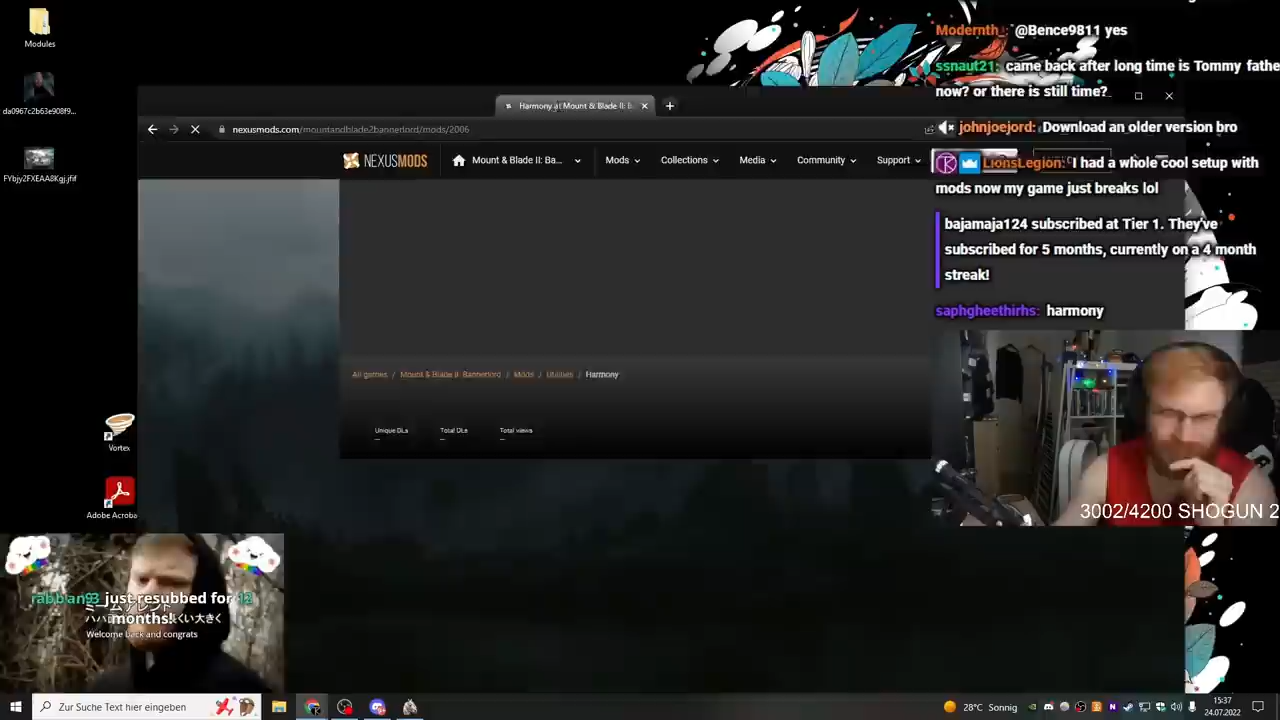 Modules
da0967c2b63e908f9...
FYbjy2FXEAA8Kgj.jfif
Vortex
Adobe Acroba
Harmony at Mount & Blade II: B
nexusmods.com/mountandblade2bannerlord/mods/2006
NEXUSMODS
Mount & Blade II: Ba...
Mods
Collections
Media
Community
Support
All games / Mount & Blade II: Bannerlord / Mods / Utilities / Harmony
Unique DLs
Total DLs
Total views
--
--
--
Modernth_: @Bence9811 yes
ssnaut21: came back after long time is Tommy fathe
now? or there is still time?
johnjoejord: Download an older version bro
LionsLegion: I had a whole cool setup with
mods now my game just breaks lol
bajamaja124 subscribed at Tier 1. They've
subscribed for 5 months, currently on a 4 month
streak!
saphgheethirhs: harmony
3002/4200 SHOGUN 2
rabbian93 just resubbed for 12
months!
Welcome back and congrats
Zur Suche Text hier eingeben
28°C Sonnig
15:37
24.07.2022